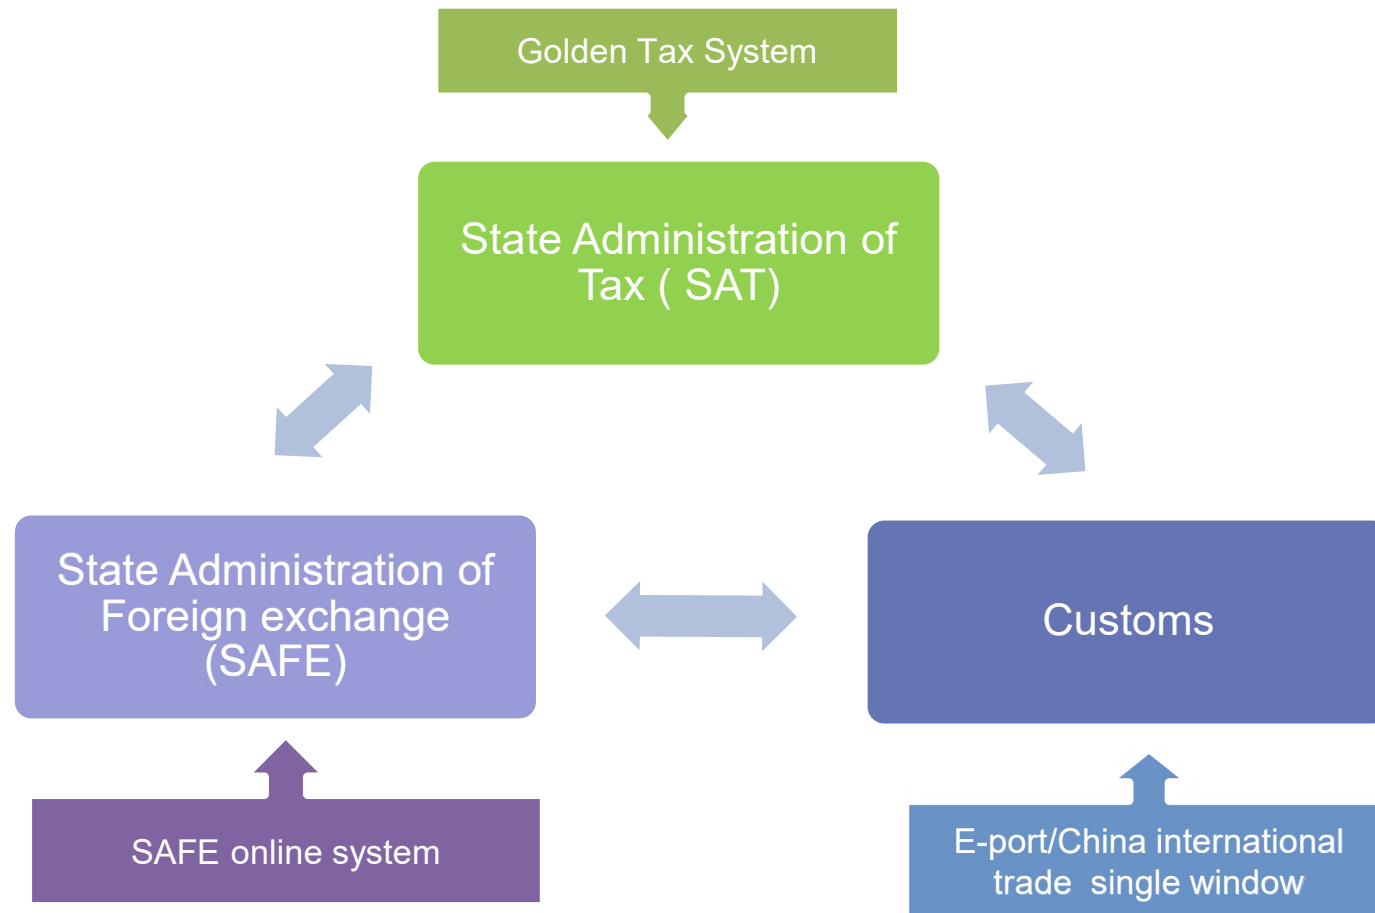 Golden Tax System
State Administration of
Tax ( SAT)
State Administration of
Foreign exchange
(SAFE)
Customs
SAFE online system
E-port/China international
trade  single window